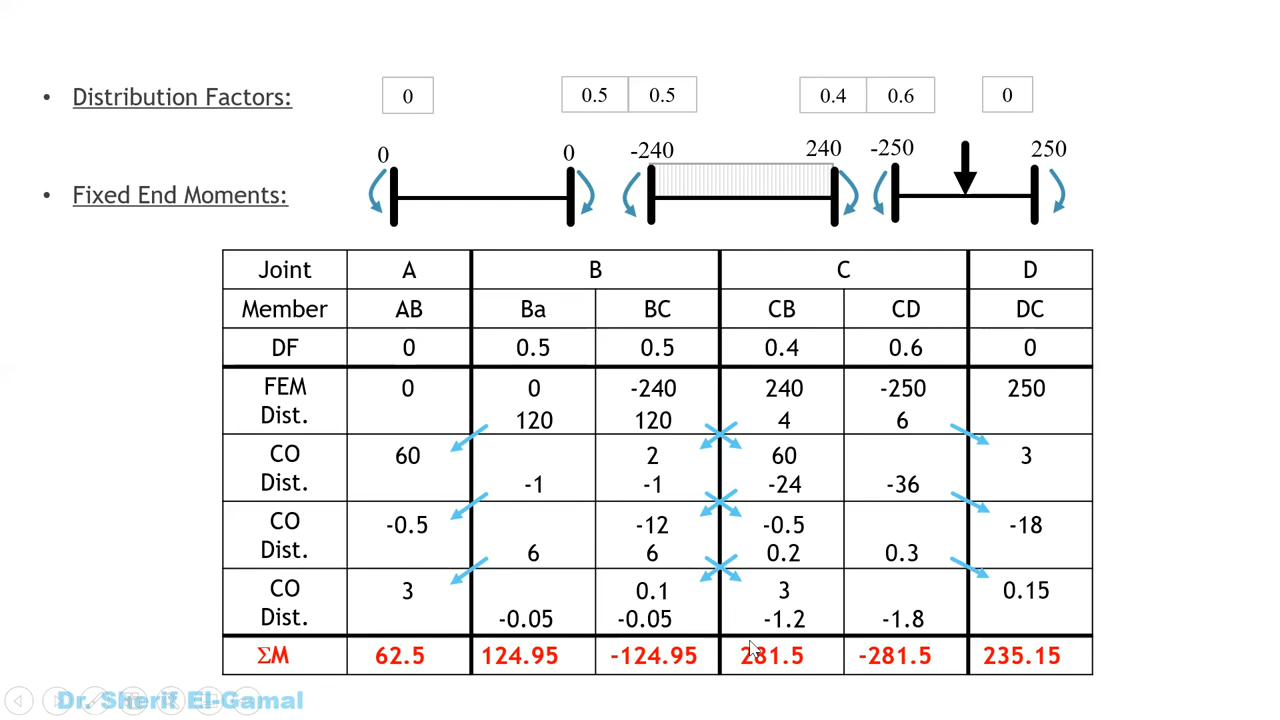 • Distribution Factors: 0 0.5 0.5 0.4 0.6 0
0 0 -240 240 -250 250
• Fixed End Moments:
Joint A B C D
Member AB Ba BC CB CD DC
DF 0 0.5 0.5 0.4 0.6 0
FEM 0 0 -240 240 -250 250
Dist. 120 120 4 6
CO 60 2 60 3
Dist. -1 -1 -24 -36
CO -0.5 -12 -0.5 -18
Dist. 6 6 0.2 0.3
CO 3 0.1 3 0.15
Dist. -0.05 -0.05 -1.2 -1.8
ΣM 62.5 124.95 -124.95 281.5 -281.5 235.15
Dr. Sherif El-Gamal